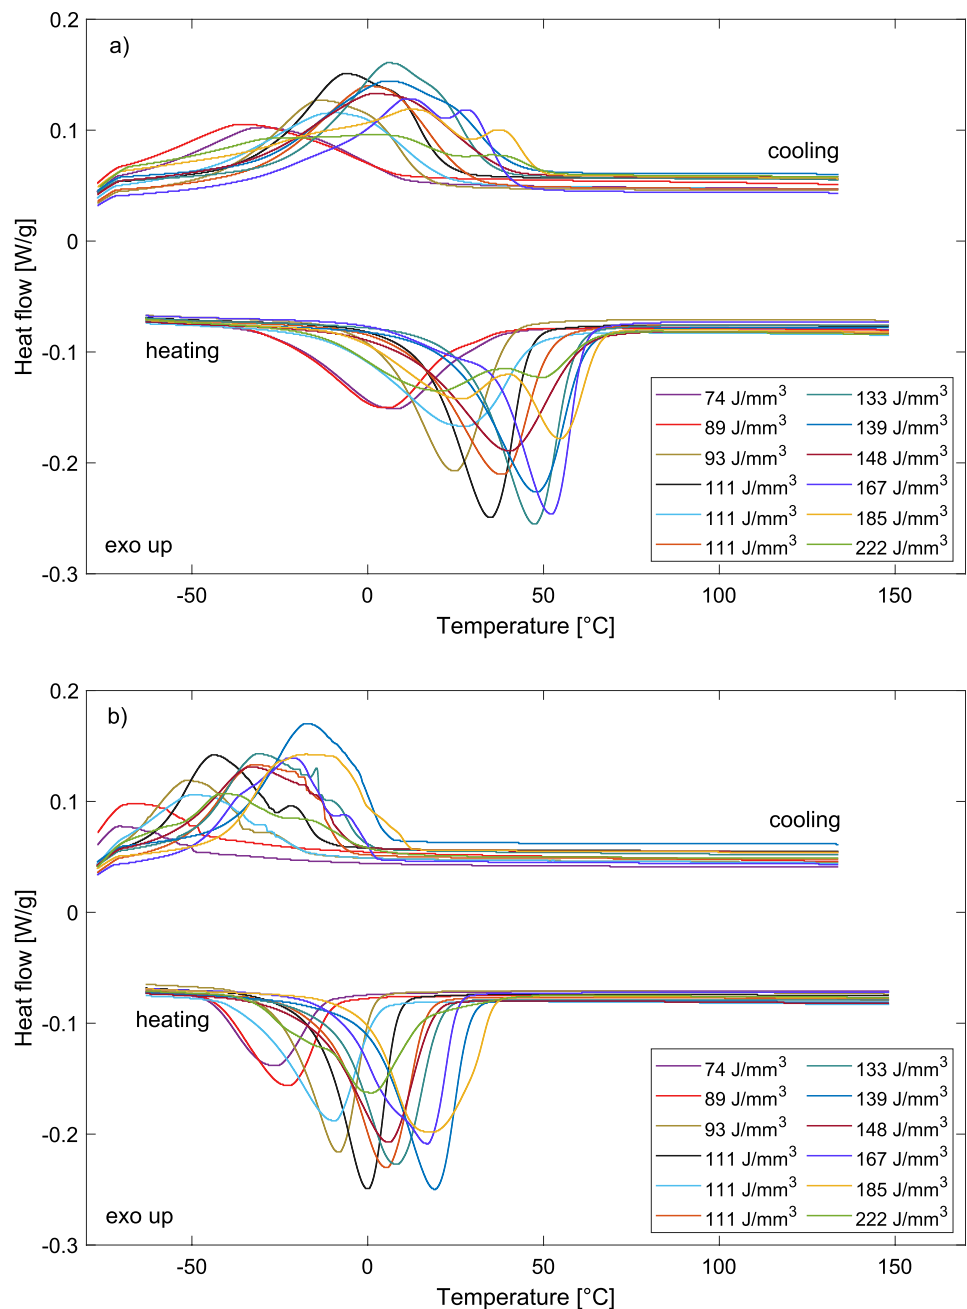 a)
0.2
0.1
0
-0.1
-0.2
-0.3
Heat flow [W/g]
cooling
heating
exo up
74 J/mm³ 133 J/mm³
89 J/mm³ 139 J/mm³
93 J/mm³ 148 J/mm³
111 J/mm³ 167 J/mm³
111 J/mm³ 185 J/mm³
111 J/mm³ 222 J/mm³
-50 0 50 100 150
Temperature [°C]
b)
0.2
0.1
0
-0.1
-0.2
-0.3
Heat flow [W/g]
cooling
heating
exo up
74 J/mm³ 133 J/mm³
89 J/mm³ 139 J/mm³
93 J/mm³ 148 J/mm³
111 J/mm³ 167 J/mm³
111 J/mm³ 185 J/mm³
111 J/mm³ 222 J/mm³
-50 0 50 100 150
Temperature [°C]